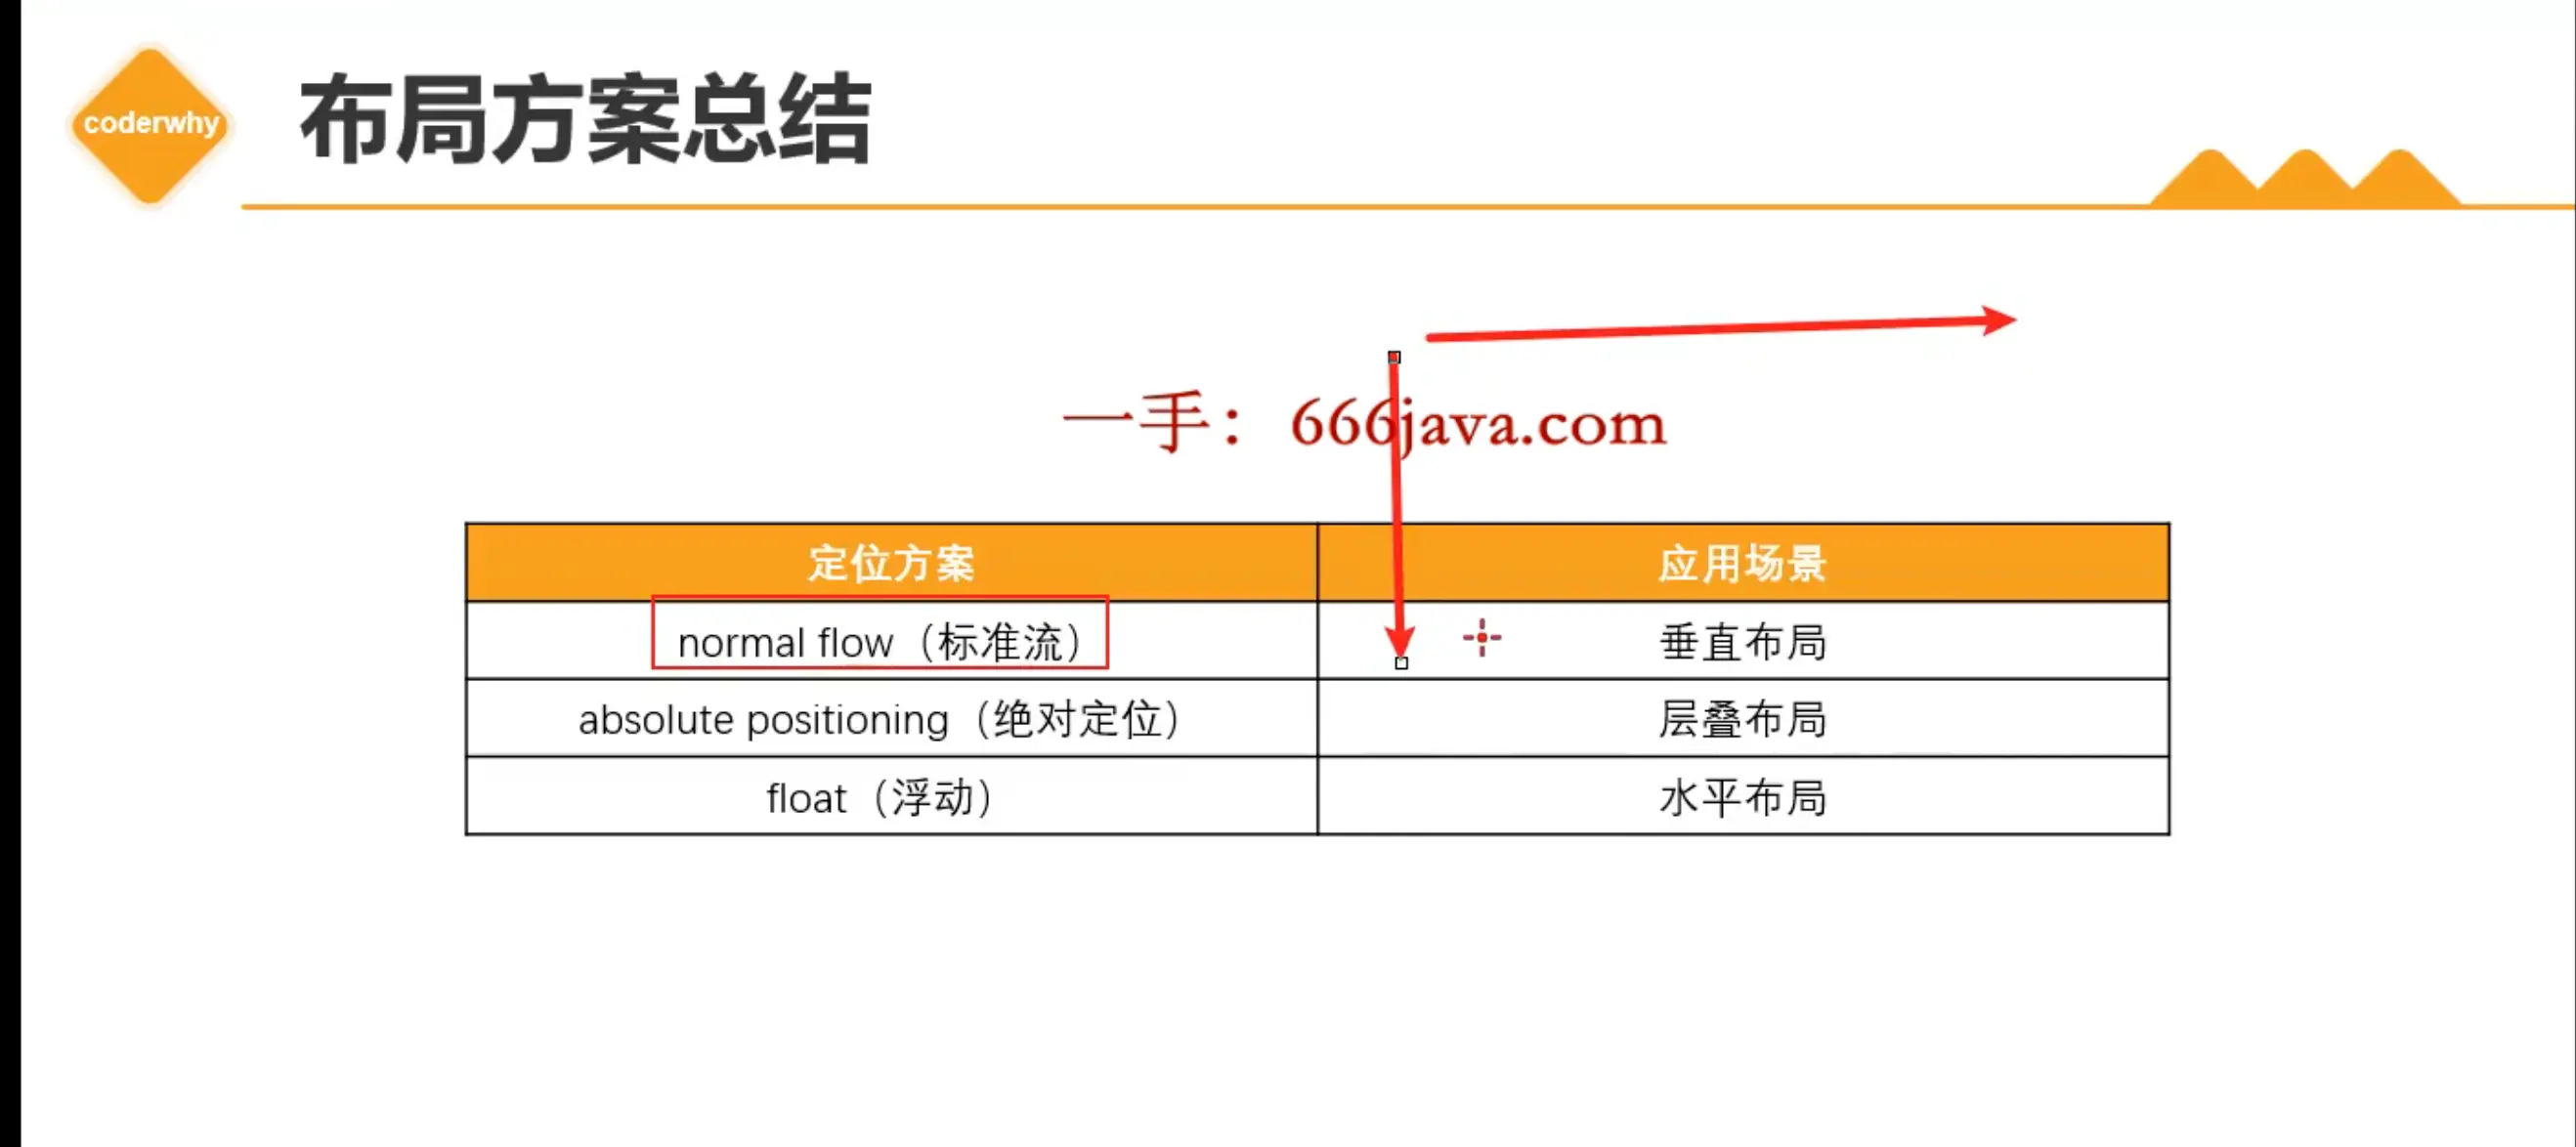 coderwhy
布局方案总结
一手：666java.com
定位方案 应用场景
normal flow（标准流） 垂直布局
absolute positioning（绝对定位） 层叠布局
float（浮动） 水平布局